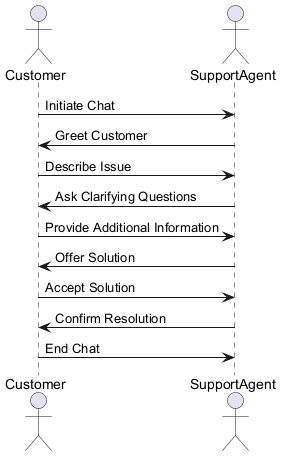 Customer
SupportAgent
Initiate Chat
Greet Customer
Describe Issue
Ask Clarifying Questions
Provide Additional Information
Offer Solution
Accept Solution
Confirm Resolution
End Chat
Customer
SupportAgent